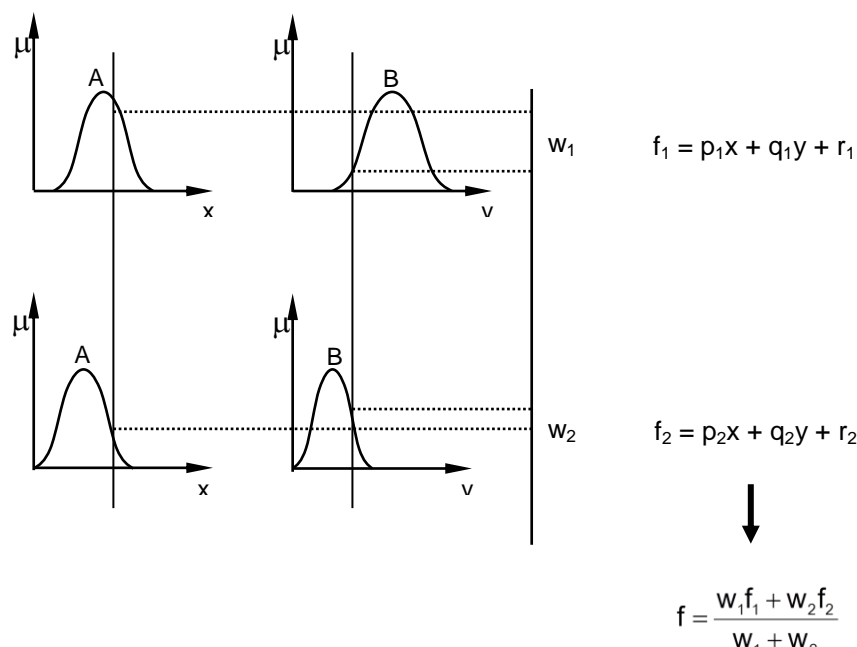 μ A μ B
w₁ f₁ = p₁x + q₁y + r₁
x y
μ A μ B
w₂ f₂ = p₂x + q₂y + r₂
x y
f = (w₁f₁ + w₂f₂) / (w₁ + w₂)